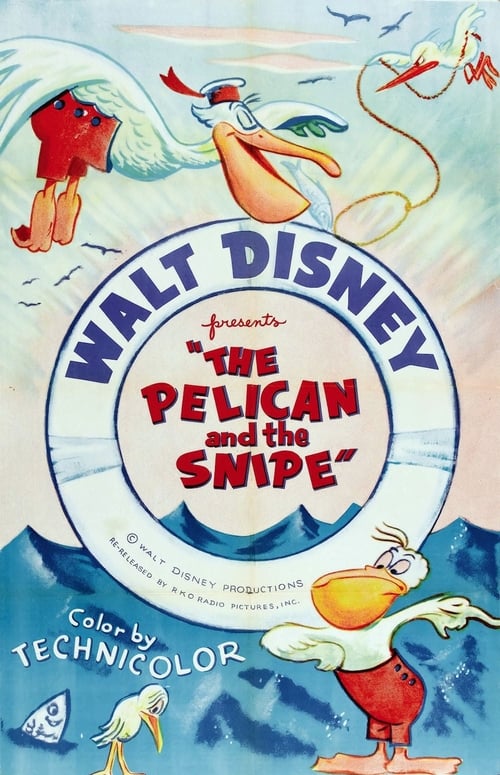 WALT DISNEY
presents
"THE
PELICAN
and the
SNIPE"
© WALT DISNEY PRODUCTIONS
RE-RELEASED BY RKO RADIO PICTURES, INC.
Color by
TECHNICOLOR